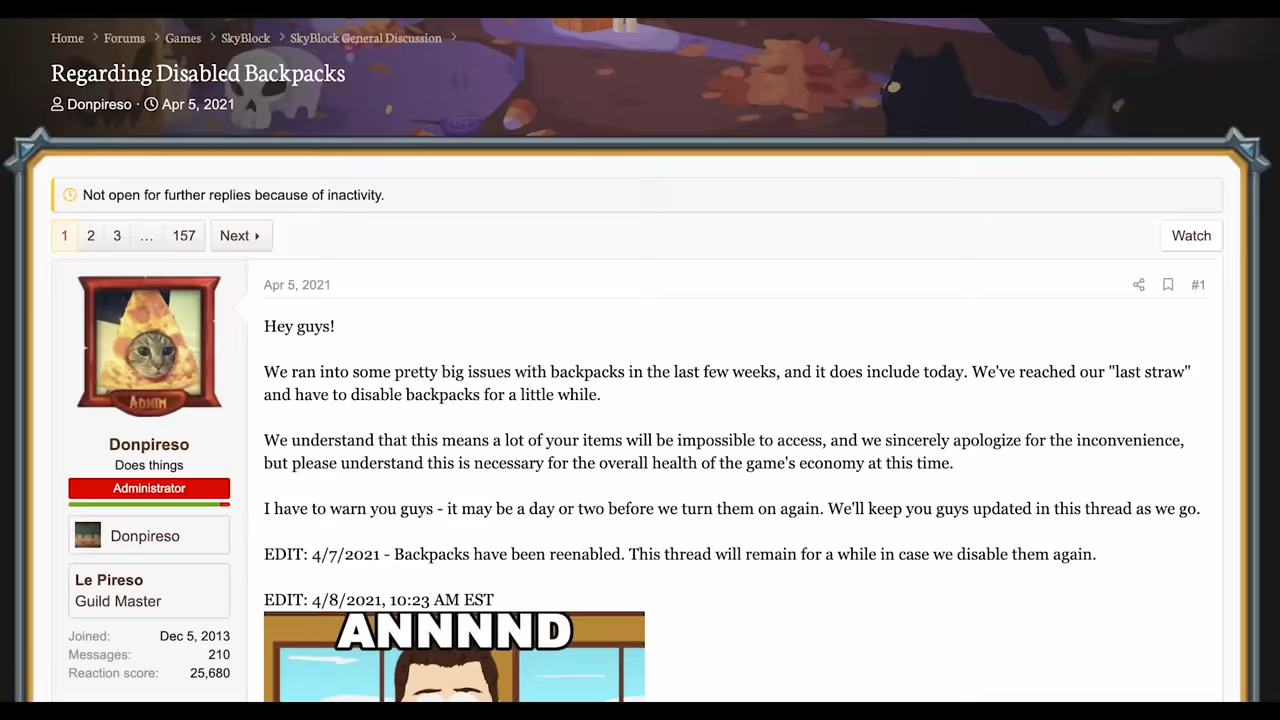 Home > Forums > Games > SkyBlock > SkyBlock General Discussion >
Regarding Disabled Backpacks
Donpireso · Apr 5, 2021
Not open for further replies because of inactivity.
1 2 3 ... 157 Next
Watch
Apr 5, 2021
#1
ADMIN
Donpireso
Does things
Administrator
Donpireso
Le Pireso
Guild Master
Joined: Dec 5, 2013
Messages: 210
Reaction score: 25,680
Hey guys!
We ran into some pretty big issues with backpacks in the last few weeks, and it does include today. We've reached our "last straw"
and have to disable backpacks for a little while.
We understand that this means a lot of your items will be impossible to access, and we sincerely apologize for the inconvenience,
but please understand this is necessary for the overall health of the game's economy at this time.
I have to warn you guys - it may be a day or two before we turn them on again. We'll keep you guys updated in this thread as we go.
EDIT: 4/7/2021 - Backpacks have been reenabled. This thread will remain for a while in case we disable them again.
EDIT: 4/8/2021, 10:23 AM EST
ANNNND